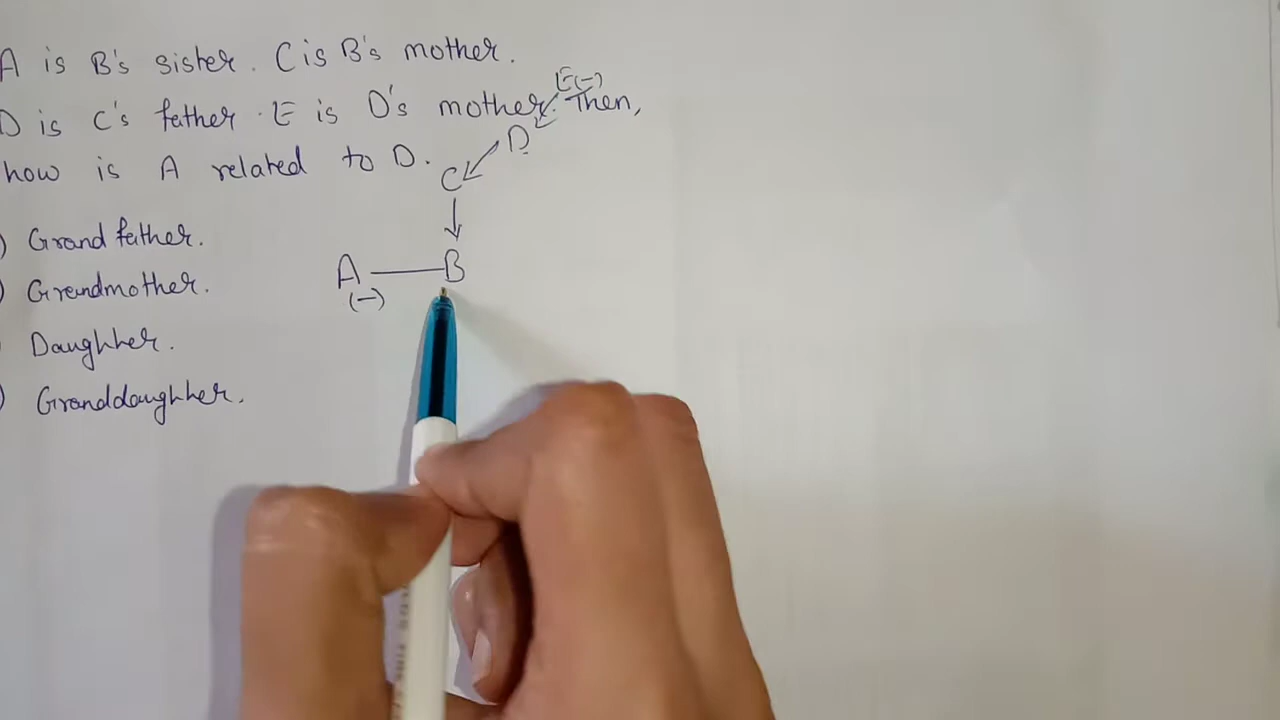 A is B's sister. C is B's mother.
D is C's father. E is D's mother. Then,
how is A related to D.
) Grand father.
) Grandmother.
) Daughter.
) Granddaughter.
E(-)
D
C
A B
(-)